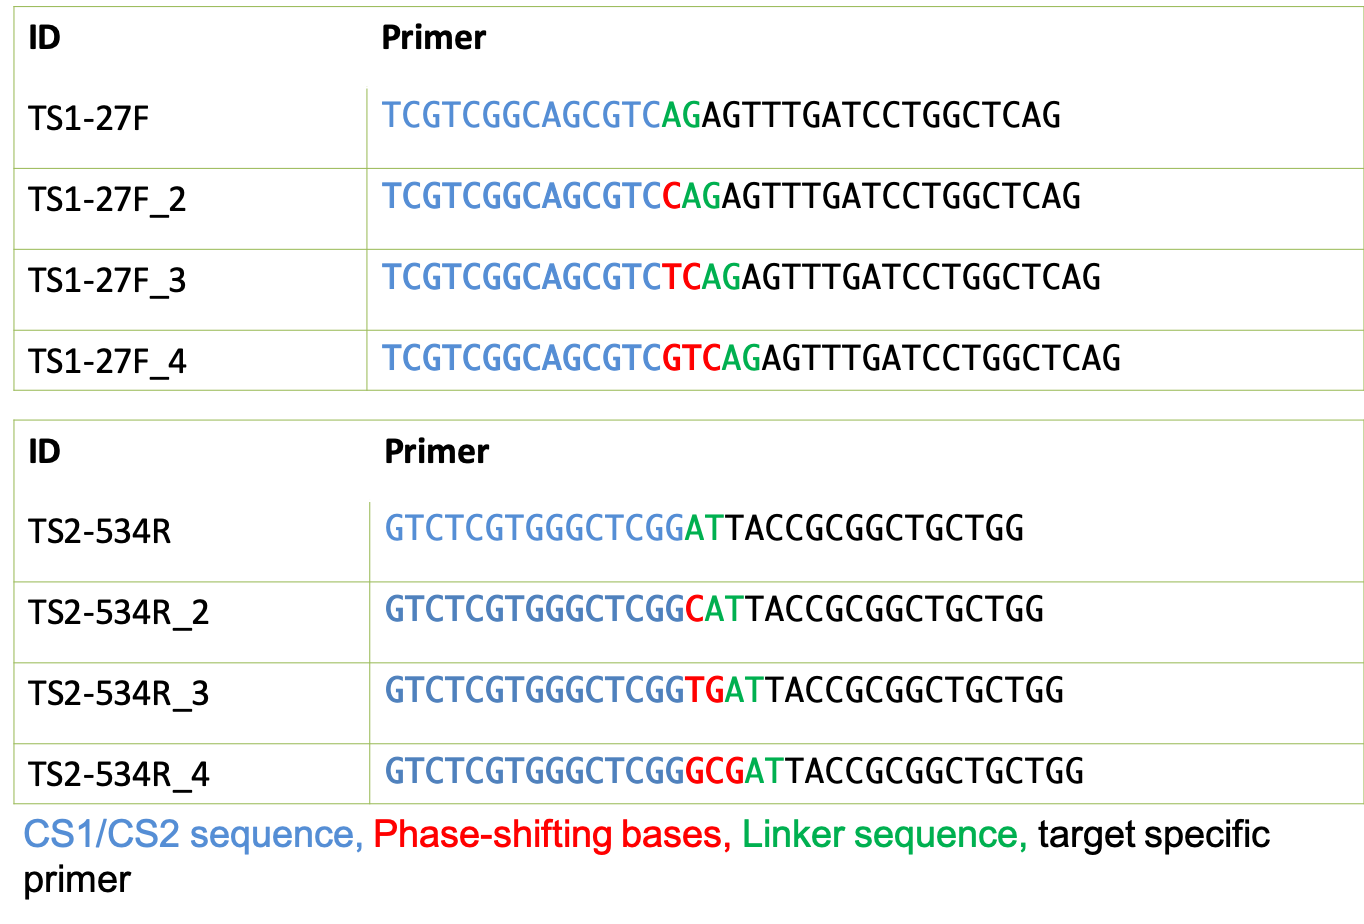 ID Primer
TS1-27F TCGTCGGCAGCGTCAGAGTTTGATCCTGGCTCAG
TS1-27F_2 TCGTCGGCAGCGTCCAGAGTTTGATCCTGGCTCAG
TS1-27F_3 TCGTCGGCAGCGTCTCAGAGTTTGATCCTGGCTCAG
TS1-27F_4 TCGTCGGCAGCGTCGTCAGAGTTTGATCCTGGCTCAG
ID Primer
TS2-534R GTCTCGTGGGCTCGGATTACCGCGGCTGCTGG
TS2-534R_2 GTCTCGTGGGCTCGGCATTACCGCGGCTGCTGG
TS2-534R_3 GTCTCGTGGGCTCGGTGATTACCGCGGCTGCTGG
TS2-534R_4 GTCTCGTGGGCTCGGGCGATTACCGCGGCTGCTGG
CS1/CS2 sequence, Phase-shifting bases, Linker sequence, target specific
primer